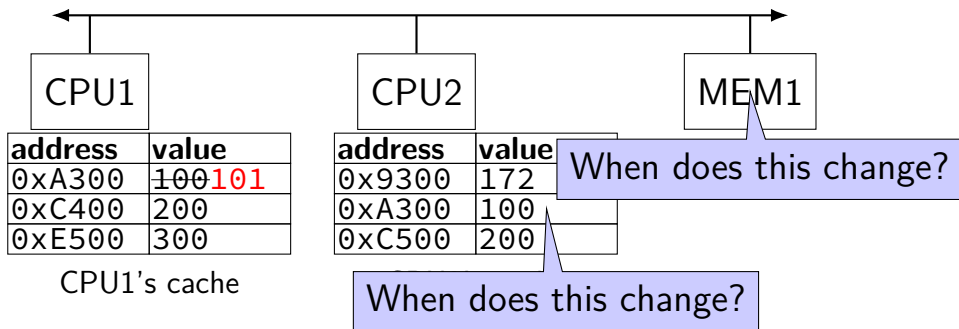 CPU1
CPU2
MEM1
address value
0xA300 100101
0xC400 200
0xE500 300
CPU1's cache
address value
0x9300 172
0xA300 100
0xC500 200
When does this change?
When does this change?